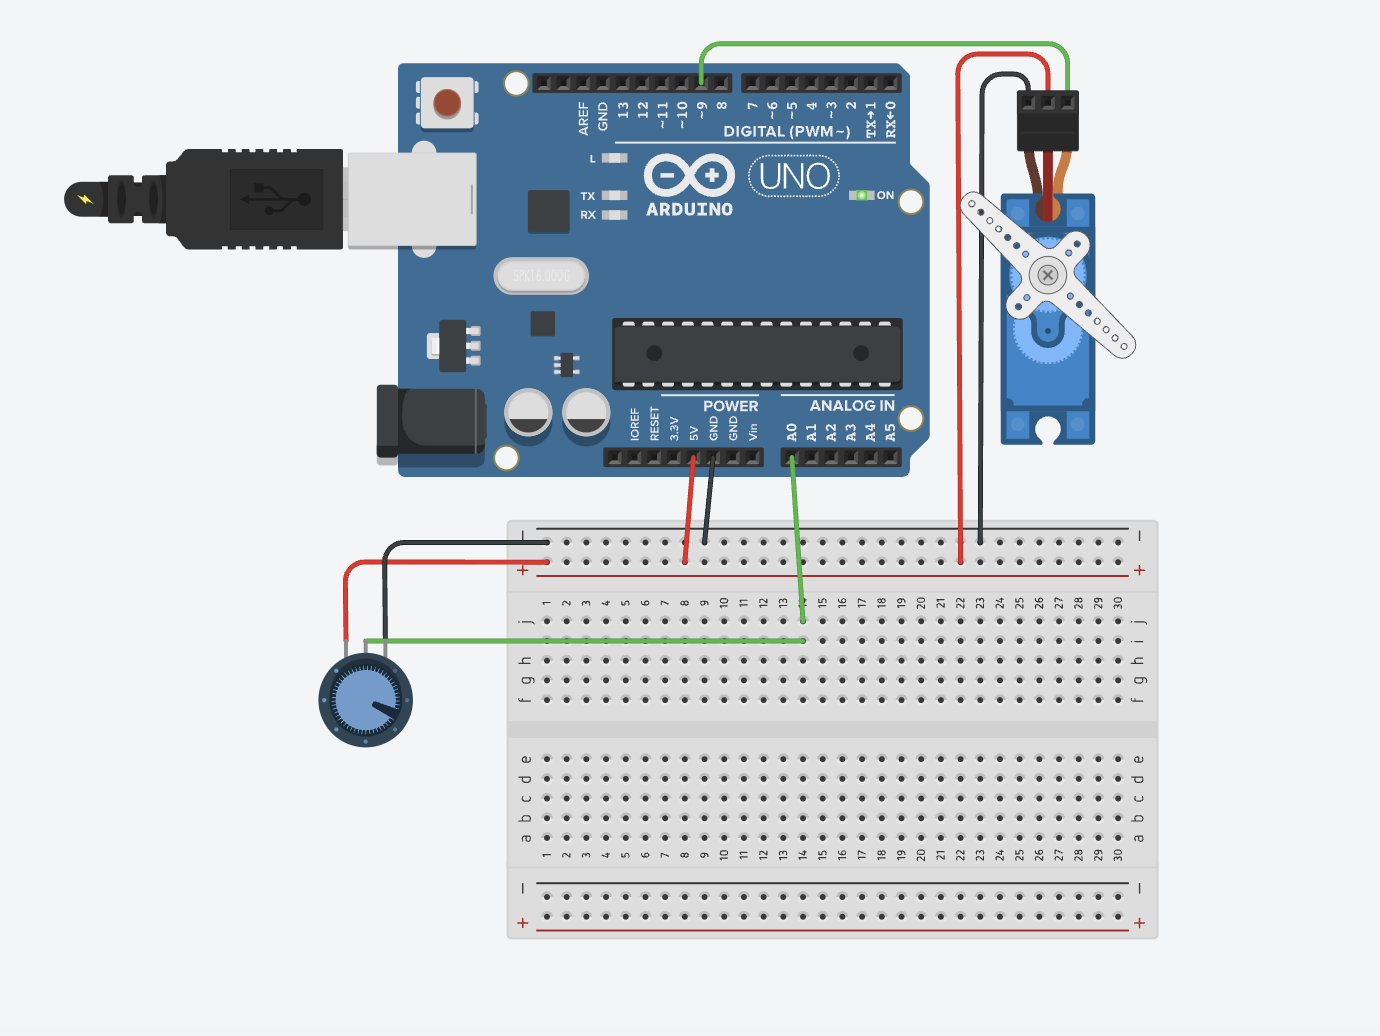 AREF
GND
13
12
~11
~10
~9
8
7
~6
~5
4
~3
2
TX→1
RX←0
DIGITAL (PWM~)
L
TX
RX
UNO
ON
ARDUINO
SPK16.000G
POWER
ANALOG IN
IOREF
RESET
3.3V
5V
GND
GND
Vin
A0
A1
A2
A3
A4
A5
− −
+ +
1 2 3 4 5 6 7 8 9 10 11 12 13 14 15 16 17 18 19 20 21 22 23 24 25 26 27 28 29 30
j j
i
h h
g g
f f
e e
d d
c c
b b
a a
1 2 3 4 5 6 7 8 9 10 11 12 13 14 15 16 17 18 19 20 21 22 23 24 25 26 27 28 29 30
− −
+ +